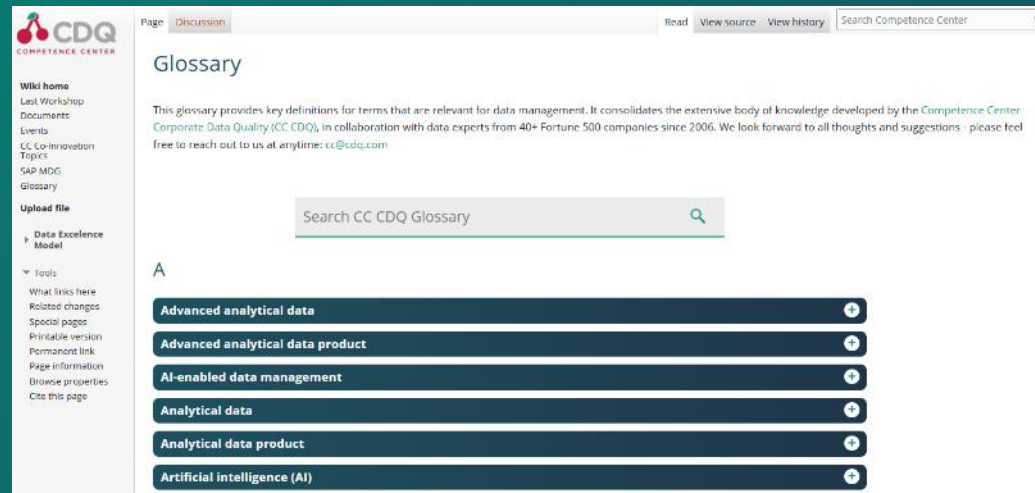 CDQ
COMPETENCE CENTER
Page Discussion
Read View source View history
Search Competence Center
Wiki home
Last Workshop
Documents
Events
CC Co-Innovation
Topics
SAP MDG
Glossary
Upload file
Data Excelence
Model
Tools
What links here
Related changes
Special pages
Printable version
Permanent link
Page information
Browse properties
Cite this page
Glossary
This glossary provides key definitions for terms that are relevant for data management. It consolidates the extensive body of knowledge developed by the Competence Center
Corporate Data Quality (CC CDQ), in collaboration with data experts from 40+ Fortune 500 companies since 2006. We look forward to all thoughts and suggestions - please feel
free to reach out to us at anytime: cc@cdq.com
Search CC CDQ Glossary
A
Advanced analytical data
Advanced analytical data product
AI-enabled data management
Analytical data
Analytical data product
Artificial intelligence (AI)